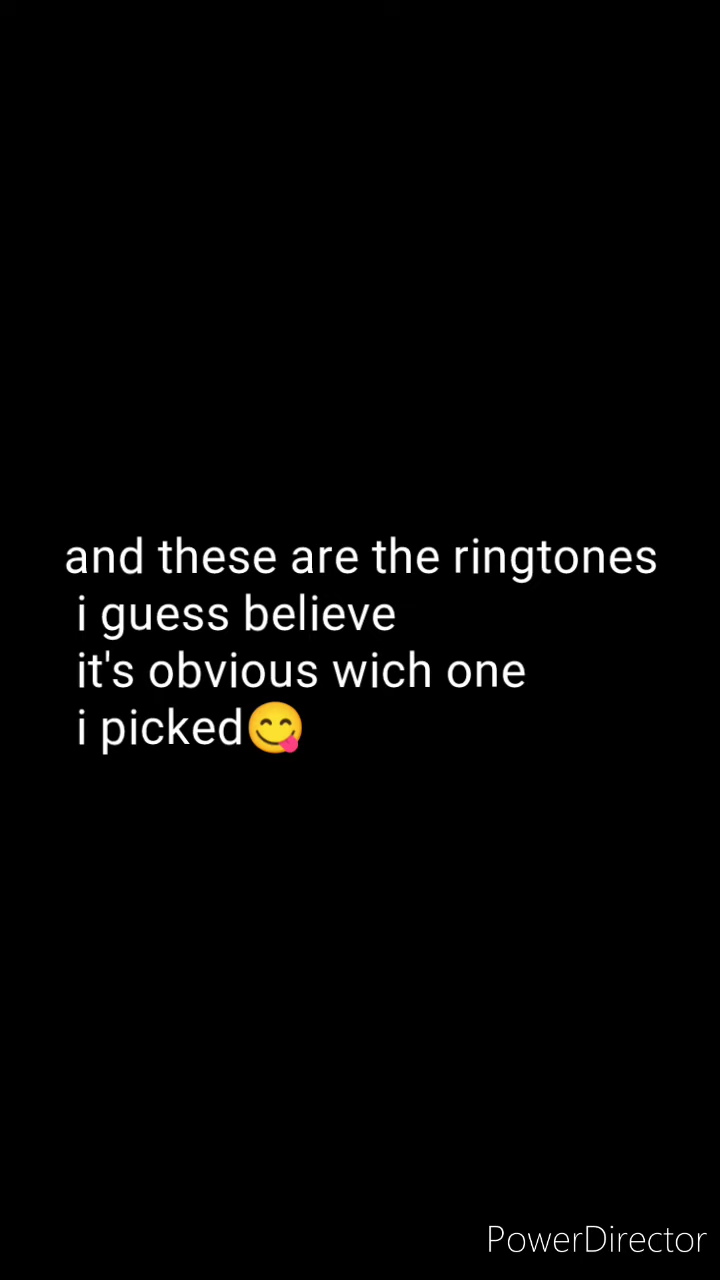 and these are the ringtones
i guess believe
it's obvious wich one
i picked😋
PowerDirector